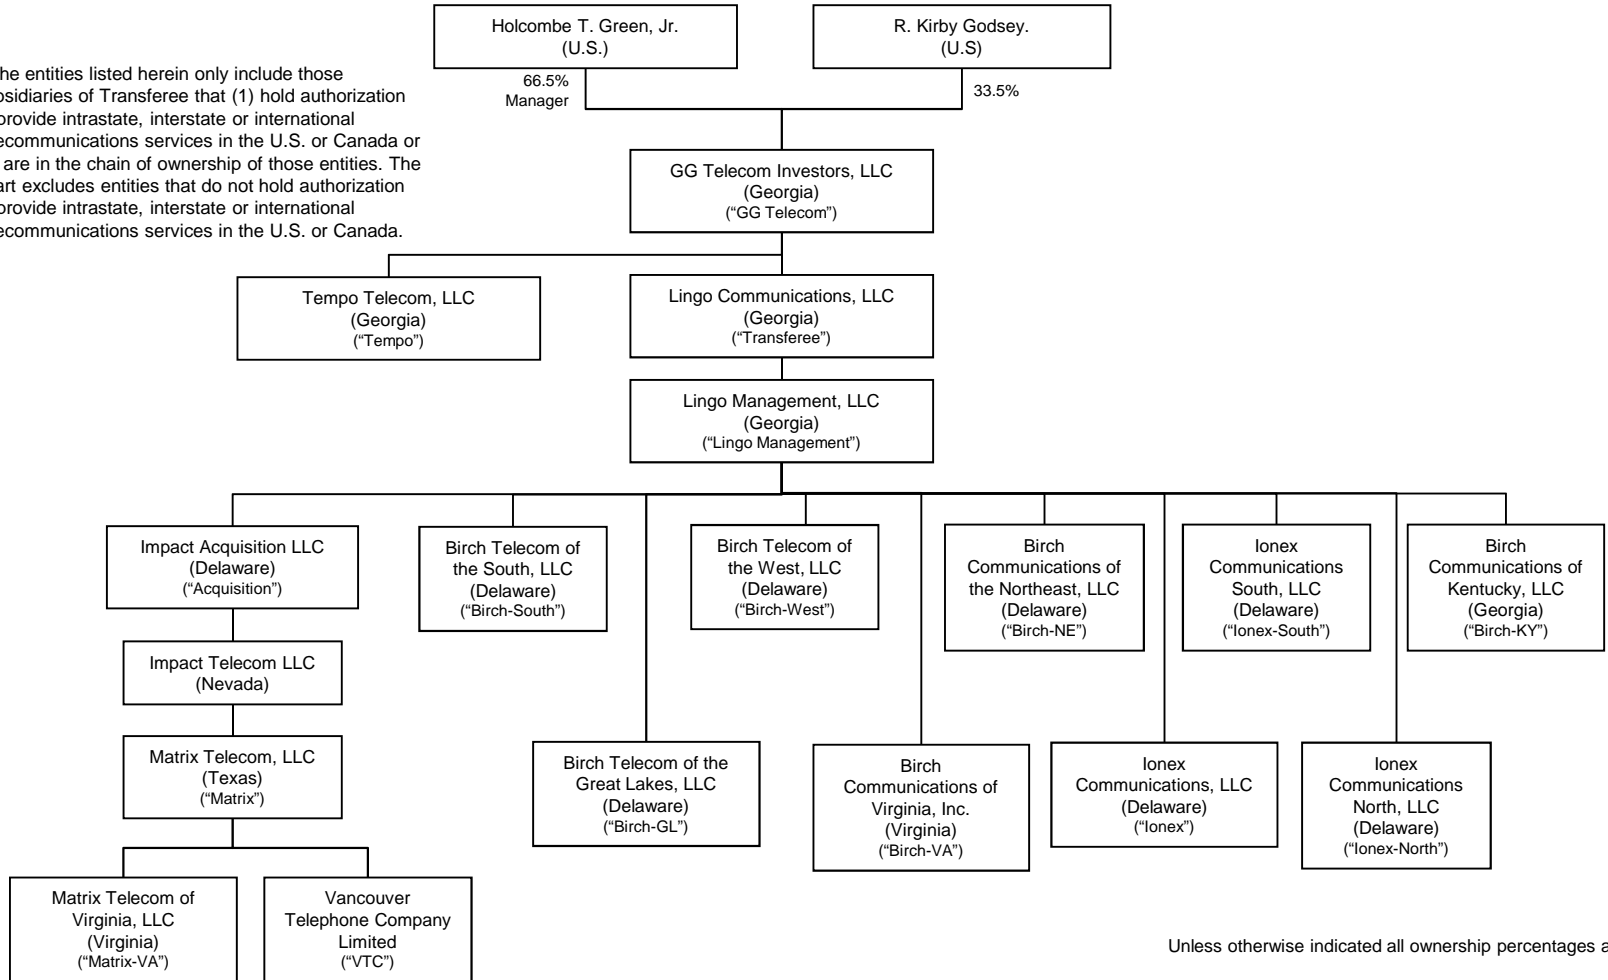 Holcombe T. Green, Jr.
(U.S.)
R. Kirby Godsey.
(U.S)
he entities listed herein only include those
sidiaries of Transferee that (1) hold authorization
provide intrastate, interstate or international
ecommunications services in the U.S. or Canada or
are in the chain of ownership of those entities. The
art excludes entities that do not hold authorization
provide intrastate, interstate or international
ecommunications services in the U.S. or Canada.
66.5%
Manager
33.5%
GG Telecom Investors, LLC
(Georgia)
(“GG Telecom”)
Tempo Telecom, LLC
(Georgia)
(“Tempo”)
Lingo Communications, LLC
(Georgia)
(“Transferee”)
Lingo Management, LLC
(Georgia)
(“Lingo Management”)
Impact Acquisition LLC
(Delaware)
(“Acquisition”)
Birch Telecom of
the South, LLC
(Delaware)
(“Birch-South”)
Birch Telecom of
the West, LLC
(Delaware)
(“Birch-West”)
Birch
Communications of
the Northeast, LLC
(Delaware)
(“Birch-NE”)
Ionex
Communications
South, LLC
(Delaware)
(“Ionex-South”)
Birch
Communications of
Kentucky, LLC
(Georgia)
(“Birch-KY”)
Impact Telecom LLC
(Nevada)
Matrix Telecom, LLC
(Texas)
(“Matrix”)
Birch Telecom of the
Great Lakes, LLC
(Delaware)
(“Birch-GL”)
Birch
Communications of
Virginia, Inc.
(Virginia)
(“Birch-VA”)
Ionex
Communications, LLC
(Delaware)
(“Ionex”)
Ionex
Communications
North, LLC
(Delaware)
(“Ionex-North”)
Matrix Telecom of
Virginia, LLC
(Virginia)
(“Matrix-VA”)
Vancouver
Telephone Company
Limited
(“VTC”)
Unless otherwise indicated all ownership percentages a